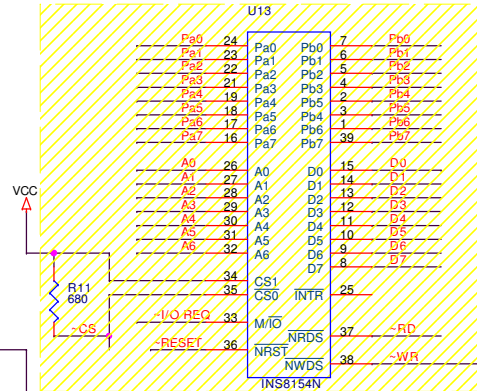 U13
Pa0 24 Pa0 Pb0 7 Pb0
Pa1 23 Pa1 Pb1 6 Pb1
Pa2 22 Pa2 Pb2 5 Pb2
Pa3 21 Pa3 Pb3 4 Pb3
Pa4 19 Pa4 Pb5 2 Pb4
Pa5 18 Pa5 Pb4 3 Pb5
Pa6 17 Pa6 Pb6 1 Pb6
Pa7 16 Pa7 Pb7 39 Pb7
A0 26 A0 D0 15 D0
A1 27 A1 D1 14 D1
A2 28 A2 D2 13 D2
A3 29 A3 D3 12 D3
A4 30 A4 D4 11 D4
A5 31 A5 D5 10 D5
A6 32 A6 D6 9 D6
D7 8 D7
VCC
34 CS1
35 CS0 INTR 25
R11
680
~CS
~I/O REQ 33 M/IO
NRDS 37 ~RD
~RESET 36 NRST
NWDS 38 ~WR
INS8154N